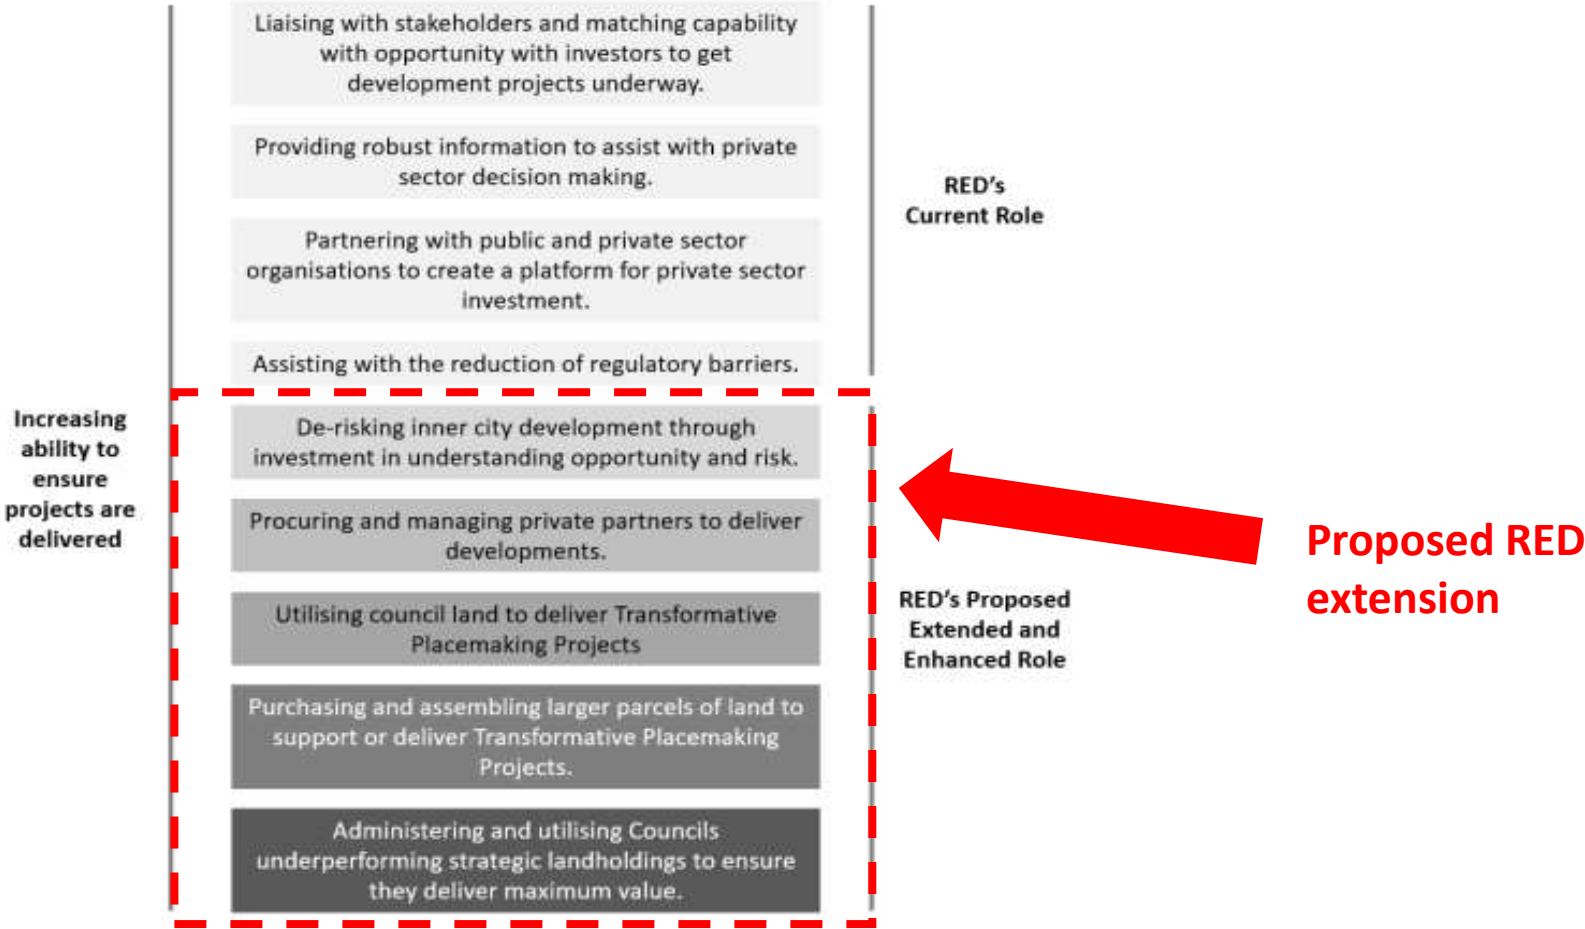 Liaising with stakeholders and matching capability
with opportunity with investors to get
development projects underway.
Providing robust information to assist with private
sector decision making.
Partnering with public and private sector
organisations to create a platform for private sector
investment.
Assisting with the reduction of regulatory barriers.
RED's
Current Role
Increasing
ability to
ensure
projects are
delivered
De-risking inner city development through
investment in understanding opportunity and risk.
Procuring and managing private partners to deliver
developments.
Utilising council land to deliver Transformative
Placemaking Projects
Purchasing and assembling larger parcels of land to
support or deliver Transformative Placemaking
Projects.
Administering and utilising Councils
underperforming strategic landholdings to ensure
they deliver maximum value.
RED's Proposed
Extended and
Enhanced Role
Proposed RED
extension